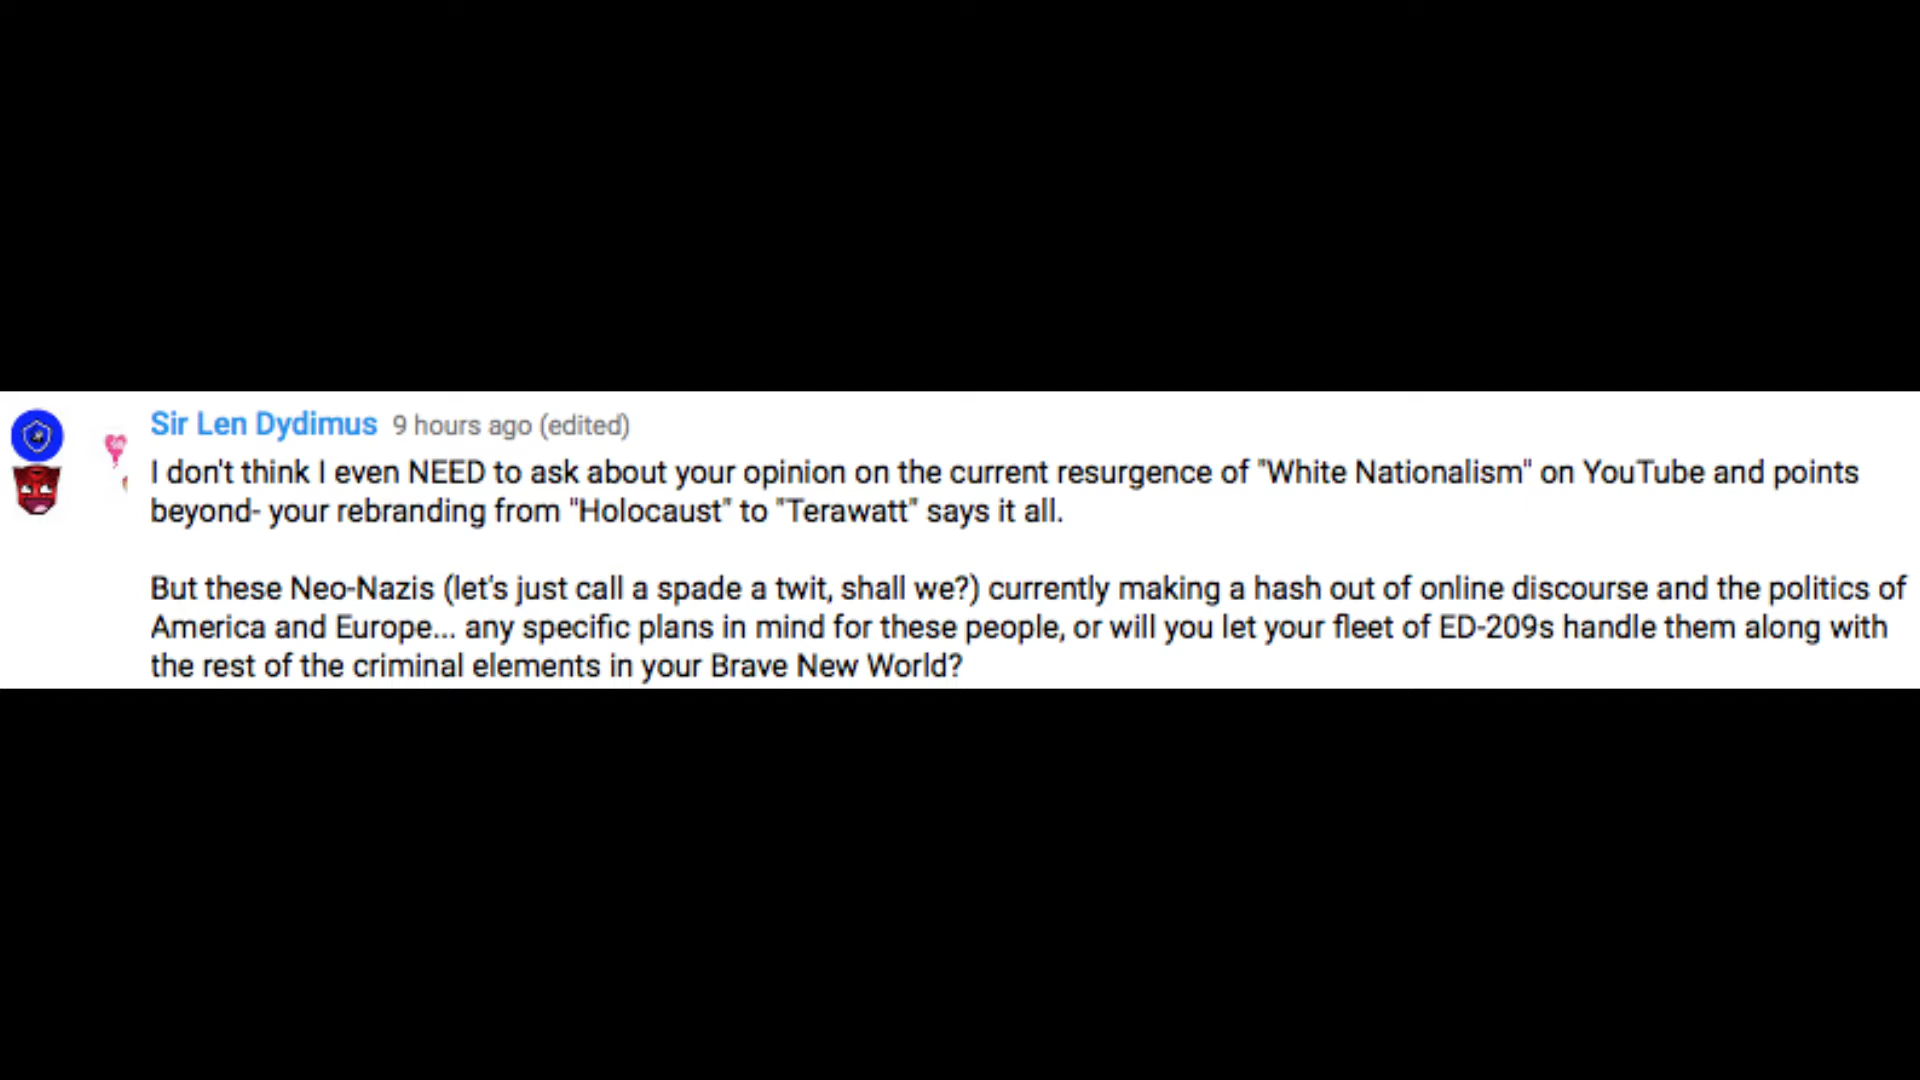 Sir Len Dydimus 9 hours ago (edited)
I don't think I even NEED to ask about your opinion on the current resurgence of "White Nationalism" on YouTube and points
beyond- your rebranding from "Holocaust" to "Terawatt" says it all.
But these Neo-Nazis (let's just call a spade a twit, shall we?) currently making a hash out of online discourse and the politics of
America and Europe... any specific plans in mind for these people, or will you let your fleet of ED-209s handle them along with
the rest of the criminal elements in your Brave New World?